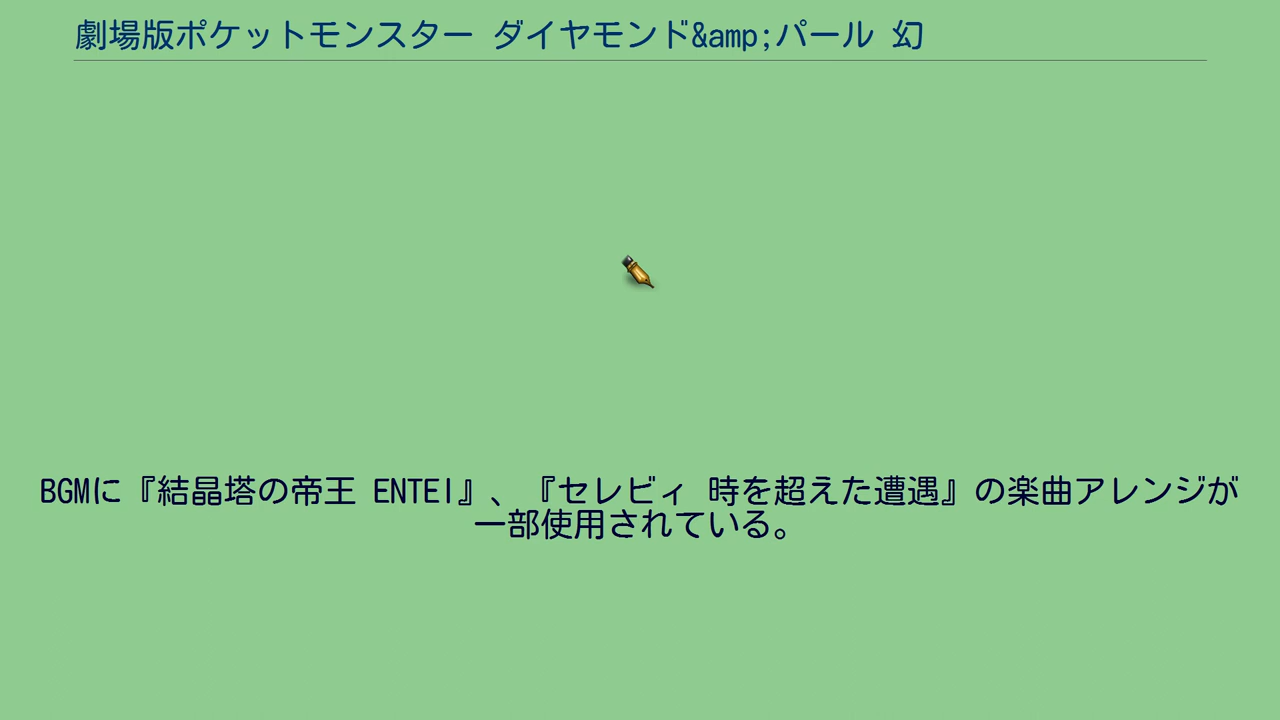 劇場版ポケットモンスター ダイヤモンド&amp;パール 幻
BGMに『結晶塔の帝王 ENTEI』、『セレビィ 時を超えた遭遇』の楽曲アレンジが
一部使用されている。